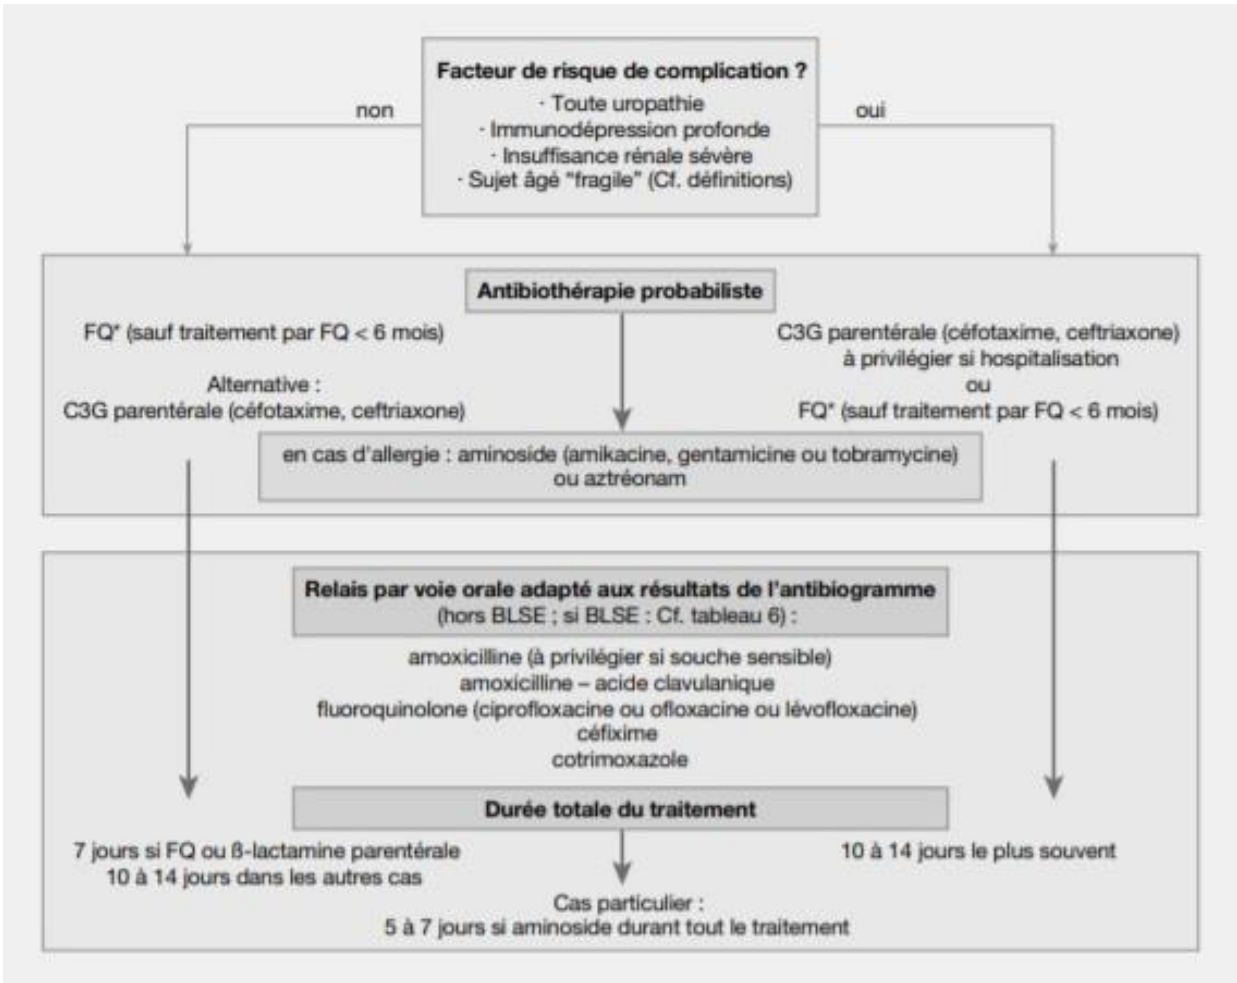 Facteur de risque de complication ?
· Toute uropathie
· Immunodépression profonde
· Insuffisance rénale sévère
· Sujet âgé "fragile" (Cf. définitions)
non
oui
Antibiothérapie probabiliste
FQ* (sauf traitement par FQ < 6 mois)
Alternative :
C3G parentérale (céfotaxime, ceftriaxone)
C3G parentérale (céfotaxime, ceftriaxone)
à privilégier si hospitalisation
ou
FQ* (sauf traitement par FQ < 6 mois)
en cas d'allergie : aminoside (amikacine, gentamicine ou tobramycine)
ou aztréonam
Relais par voie orale adapté aux résultats de l'antibiogramme
(hors BLSE ; si BLSE : Cf. tableau 6) :
amoxicilline (à privilégier si souche sensible)
amoxicilline – acide clavulanique
fluoroquinolone (ciprofloxacine ou ofloxacine ou lévofloxacine)
céfixime
cotrimoxazole
Durée totale du traitement
7 jours si FQ ou ß-lactamine parentérale
10 à 14 jours dans les autres cas
10 à 14 jours le plus souvent
Cas particulier :
5 à 7 jours si aminoside durant tout le traitement